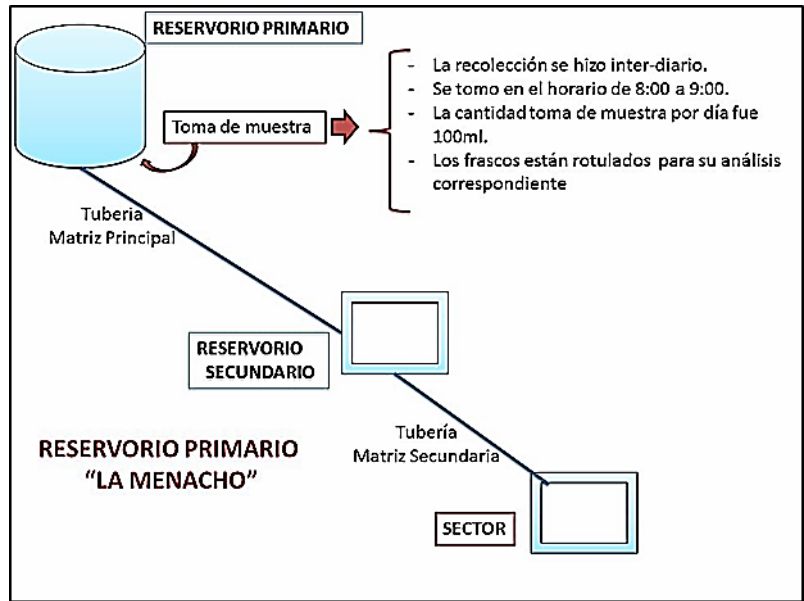 RESERVORIO PRIMARIO
- La recolección se hizo inter-diario.
- Se tomo en el horario de 8:00 a 9:00.
- La cantidad toma de muestra por día fue
100ml.
- Los frascos están rotulados para su análisis
correspondiente
Toma de muestra
Tuberia
Matriz Principal
RESERVORIO
SECUNDARIO
Tubería
Matriz Secundaria
RESERVORIO PRIMARIO
"LA MENACHO"
SECTOR